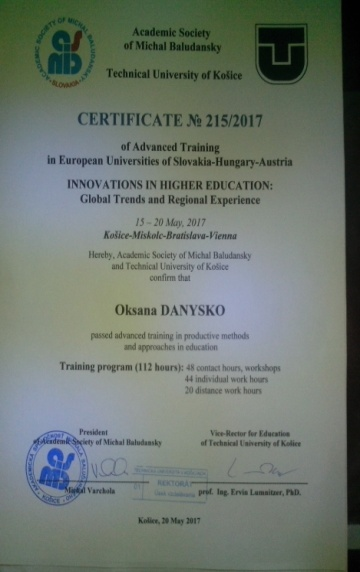 Academic Society
of Michal Baludansky
Technical University of Košice
ACADEMIC SOCIETY OF MICHAL BALUDANSKY
SLOVAKIA
CERTIFICATE № 215/2017
of Advanced Training
in European Universities of Slovakia-Hungary-Austria
INNOVATIONS IN HIGHER EDUCATION:
Global Trends and Regional Experience
15 – 20 May, 2017
Košice-Miskolc-Bratislava-Vienna
Hereby, Academic Society of Michal Baludansky
and Technical University of Košice
confirm that
Oksana DANYSKO
passed advanced training in productive methods
and approaches in education
Training program (112 hours): 48 contact hours, workshops
44 individual work hours
20 distance work hours
President
of Academic Society of Michal Baludansky
Vice-Rector for Education
of Technical University of Košice
REKTORÁT
Michal Varchola
prof. Ing. Ervin Lumnitzer, PhD.
Košice, 20 May 2017